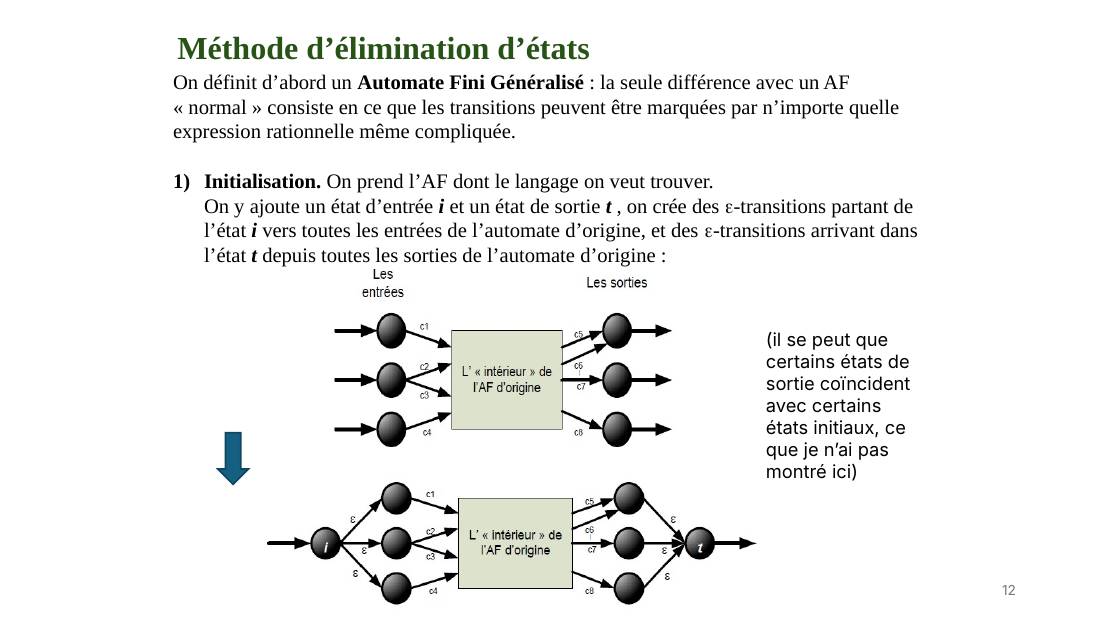 Méthode d’élimination d’états
On définit d’abord un Automate Fini Généralisé : la seule différence avec un AF
« normal » consiste en ce que les transitions peuvent être marquées par n’importe quelle
expression rationnelle même compliquée.
1) Initialisation. On prend l’AF dont le langage on veut trouver.
On y ajoute un état d’entrée i et un état de sortie t , on crée des ε-transitions partant de
l’état i vers toutes les entrées de l’automate d’origine, et des ε-transitions arrivant dans
l’état t depuis toutes les sorties de l’automate d’origine :
Les
entrées
Les sorties
c1
c2
c3
c4
L’ « intérieur » de
l’AF d’origine
c5
c6
c7
c8
(il se peut que
certains états de
sortie coïncident
avec certains
états initiaux, ce
que je n’ai pas
montré ici)
i
ε
ε
ε
c1
c2
c3
c4
L’ « intérieur » de
l’AF d’origine
c5
c6
c7
c8
ε
ε
ε
t
12